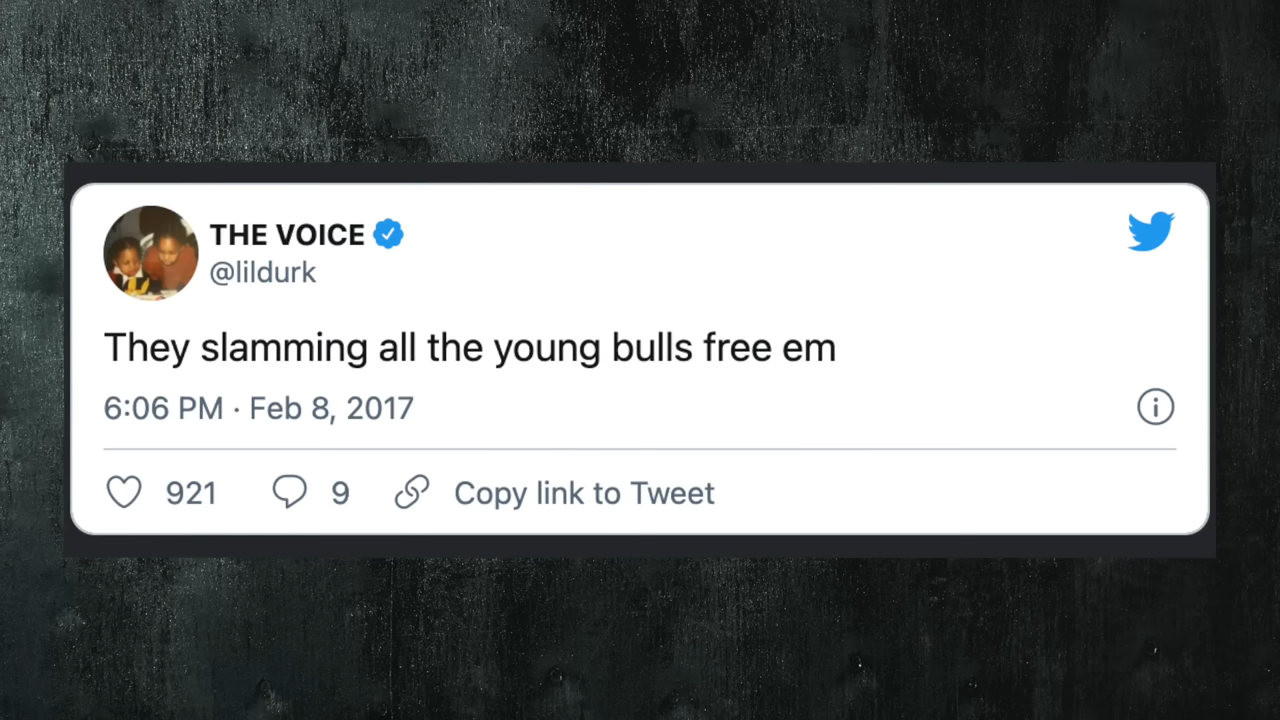 THE VOICE
@lildurk
They slamming all the young bulls free em
6:06 PM · Feb 8, 2017
921 9 Copy link to Tweet